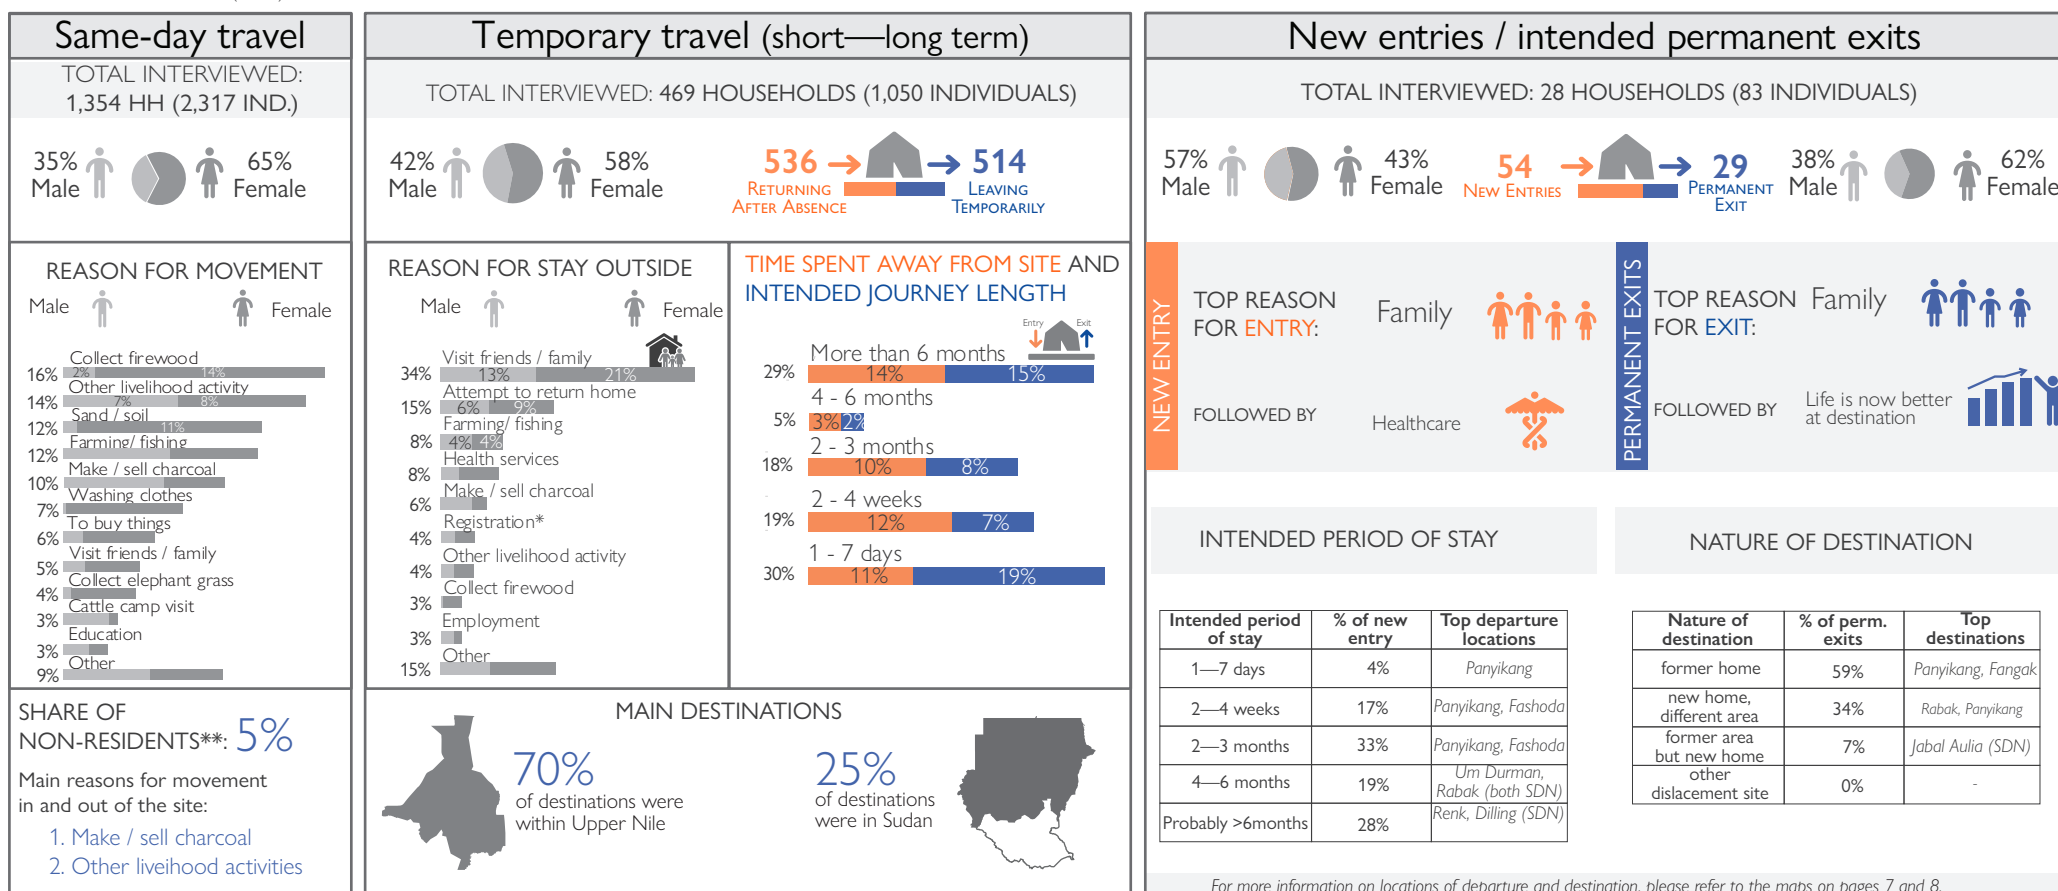 Same-day travel
TOTAL INTERVIEWED:
1,354 HH (2,317 IND.)
35%
Male
65%
Female
REASON FOR MOVEMENT
Male
Female
Collect firewood
16% 2% 14%
Other livelihood activity
14% 7% 8%
Sand / soil
12% 11%
Farming/ fishing
12%
Make / sell charcoal
10%
Washing clothes
7%
To buy things
6%
Visit friends / family
5%
Collect elephant grass
4%
Cattle camp visit
3%
Education
3%
Other
9%
SHARE OF
NON-RESIDENTS**: 5%
Main reasons for movement
in and out of the site:
1. Make / sell charcoal
2. Other liveihood activities
Temporary travel (short—long term)
TOTAL INTERVIEWED: 469 HOUSEHOLDS (1,050 INDIVIDUALS)
42%
Male
58%
Female
536
RETURNING
AFTER ABSENCE
514
LEAVING
TEMPORARILY
REASON FOR STAY OUTSIDE
Male
Female
Visit friends / family
34% 13% 21%
Attempt to return home
15% 6% 9%
Farming/ fishing
8% 4% 4%
Health services
8%
Make / sell charcoal
6%
Registration*
4%
Other livelihood activity
4%
Collect firewood
3%
Employment
3%
Other
15%
TIME SPENT AWAY FROM SITE AND
INTENDED JOURNEY LENGTH
Entry Exit
More than 6 months
29% 14% 15%
4 - 6 months
5% 3% 2%
2 - 3 months
18% 10% 8%
2 - 4 weeks
19% 12% 7%
1 - 7 days
30% 11% 19%
MAIN DESTINATIONS
70%
of destinations were
within Upper Nile
25%
of destinations
were in Sudan
New entries / intended permanent exits
TOTAL INTERVIEWED: 28 HOUSEHOLDS (83 INDIVIDUALS)
57%
Male
43%
Female
54
NEW ENTRIES
29
PERMANENT
EXIT
38%
Male
62%
Female
NEW ENTRY
TOP REASON
FOR ENTRY:
Family
FOLLOWED BY
Healthcare
PERMANENT EXITS
TOP REASON
FOR EXIT:
Family
FOLLOWED BY
Life is now better
at destination
INTENDED PERIOD OF STAY
Intended period of stay % of new entry Top departure locations
1—7 days 4% Panyikang
2—4 weeks 17% Panyikang, Fashoda
2—3 months 33% Panyikang, Fashoda
4—6 months 19% Um Durman, Rabak (both SDN)
Probably >6months 28% Renk, Dilling (SDN)
NATURE OF DESTINATION
Nature of destination % of perm. exits Top destinations
former home 59% Panyikang, Fangak
new home, different area 34% Rabak, Panyikang
former area but new home 7% Jabal Aulia (SDN)
other dislacement site 0% -
For more information on locations of departure and destination, please refer to the maps on pages 7 and 8.